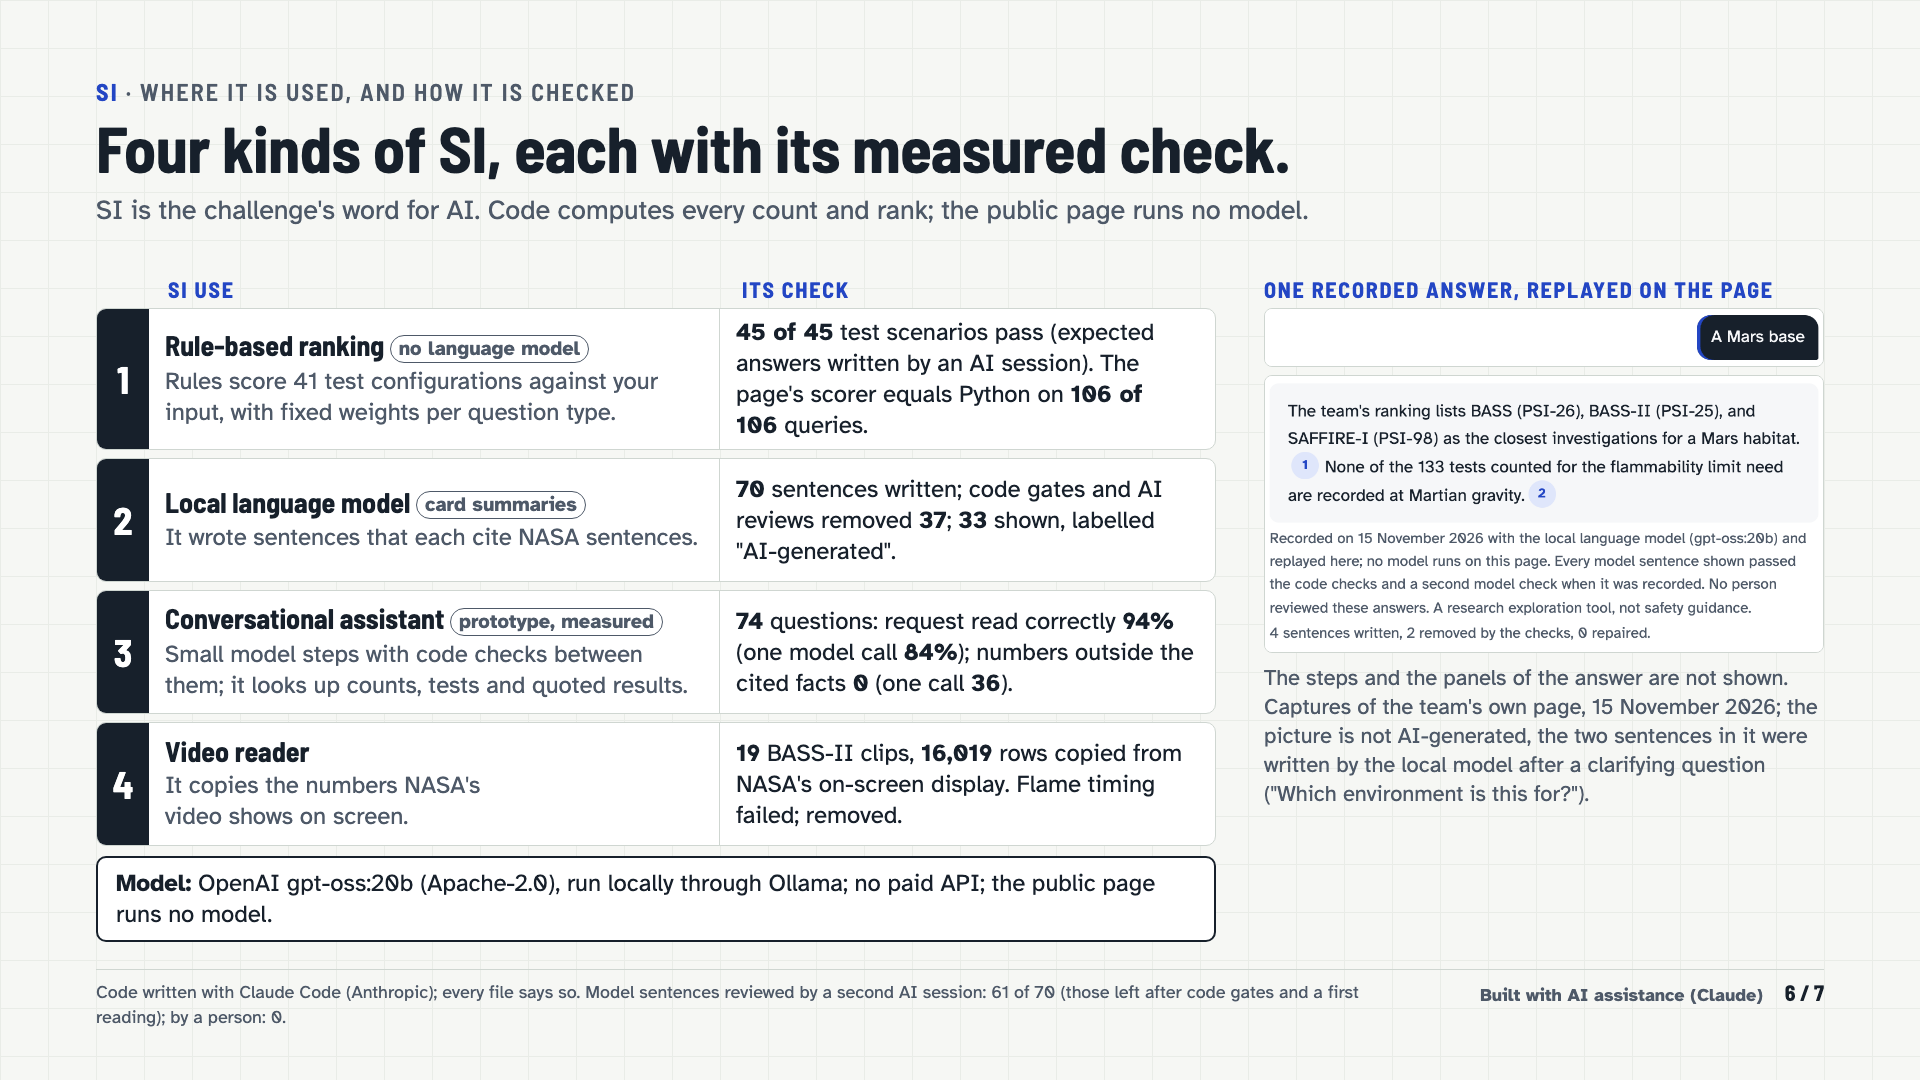 SI · WHERE IT IS USED, AND HOW IT IS CHECKED
Four kinds of SI, each with its measured check.
SI is the challenge's word for AI. Code computes every count and rank; the public page runs no model.
SI USE
ITS CHECK
1
Rule-based ranking no language model
Rules score 41 test configurations against your
input, with fixed weights per question type.
45 of 45 test scenarios pass (expected
answers written by an AI session). The
page's scorer equals Python on 106 of
106 queries.
2
Local language model card summaries
It wrote sentences that each cite NASA sentences.
70 sentences written; code gates and AI
reviews removed 37; 33 shown, labelled
"AI-generated".
3
Conversational assistant prototype, measured
Small model steps with code checks between
them; it looks up counts, tests and quoted results.
74 questions: request read correctly 94%
(one model call 84%); numbers outside the
cited facts 0 (one call 36).
4
Video reader
It copies the numbers NASA's
video shows on screen.
19 BASS-II clips, 16,019 rows copied from
NASA's on-screen display. Flame timing
failed; removed.
Model: OpenAI gpt-oss:20b (Apache-2.0), run locally through Ollama; no paid API; the public page
runs no model.
ONE RECORDED ANSWER, REPLAYED ON THE PAGE
A Mars base
The team's ranking lists BASS (PSI-26), BASS-II (PSI-25), and
SAFFIRE-I (PSI-98) as the closest investigations for a Mars habitat.
1 None of the 133 tests counted for the flammability limit need
are recorded at Martian gravity. 2
Recorded on 15 November 2026 with the local language model (gpt-oss:20b) and
replayed here; no model runs on this page. Every model sentence shown passed
the code checks and a second model check when it was recorded. No person
reviewed these answers. A research exploration tool, not safety guidance.
4 sentences written, 2 removed by the checks, 0 repaired.
The steps and the panels of the answer are not shown.
Captures of the team's own page, 15 November 2026; the
picture is not AI-generated, the two sentences in it were
written by the local model after a clarifying question
("Which environment is this for?").
Code written with Claude Code (Anthropic); every file says so. Model sentences reviewed by a second AI session: 61 of 70 (those left after code gates and a first
reading); by a person: 0.
Built with AI assistance (Claude) 6 / 7